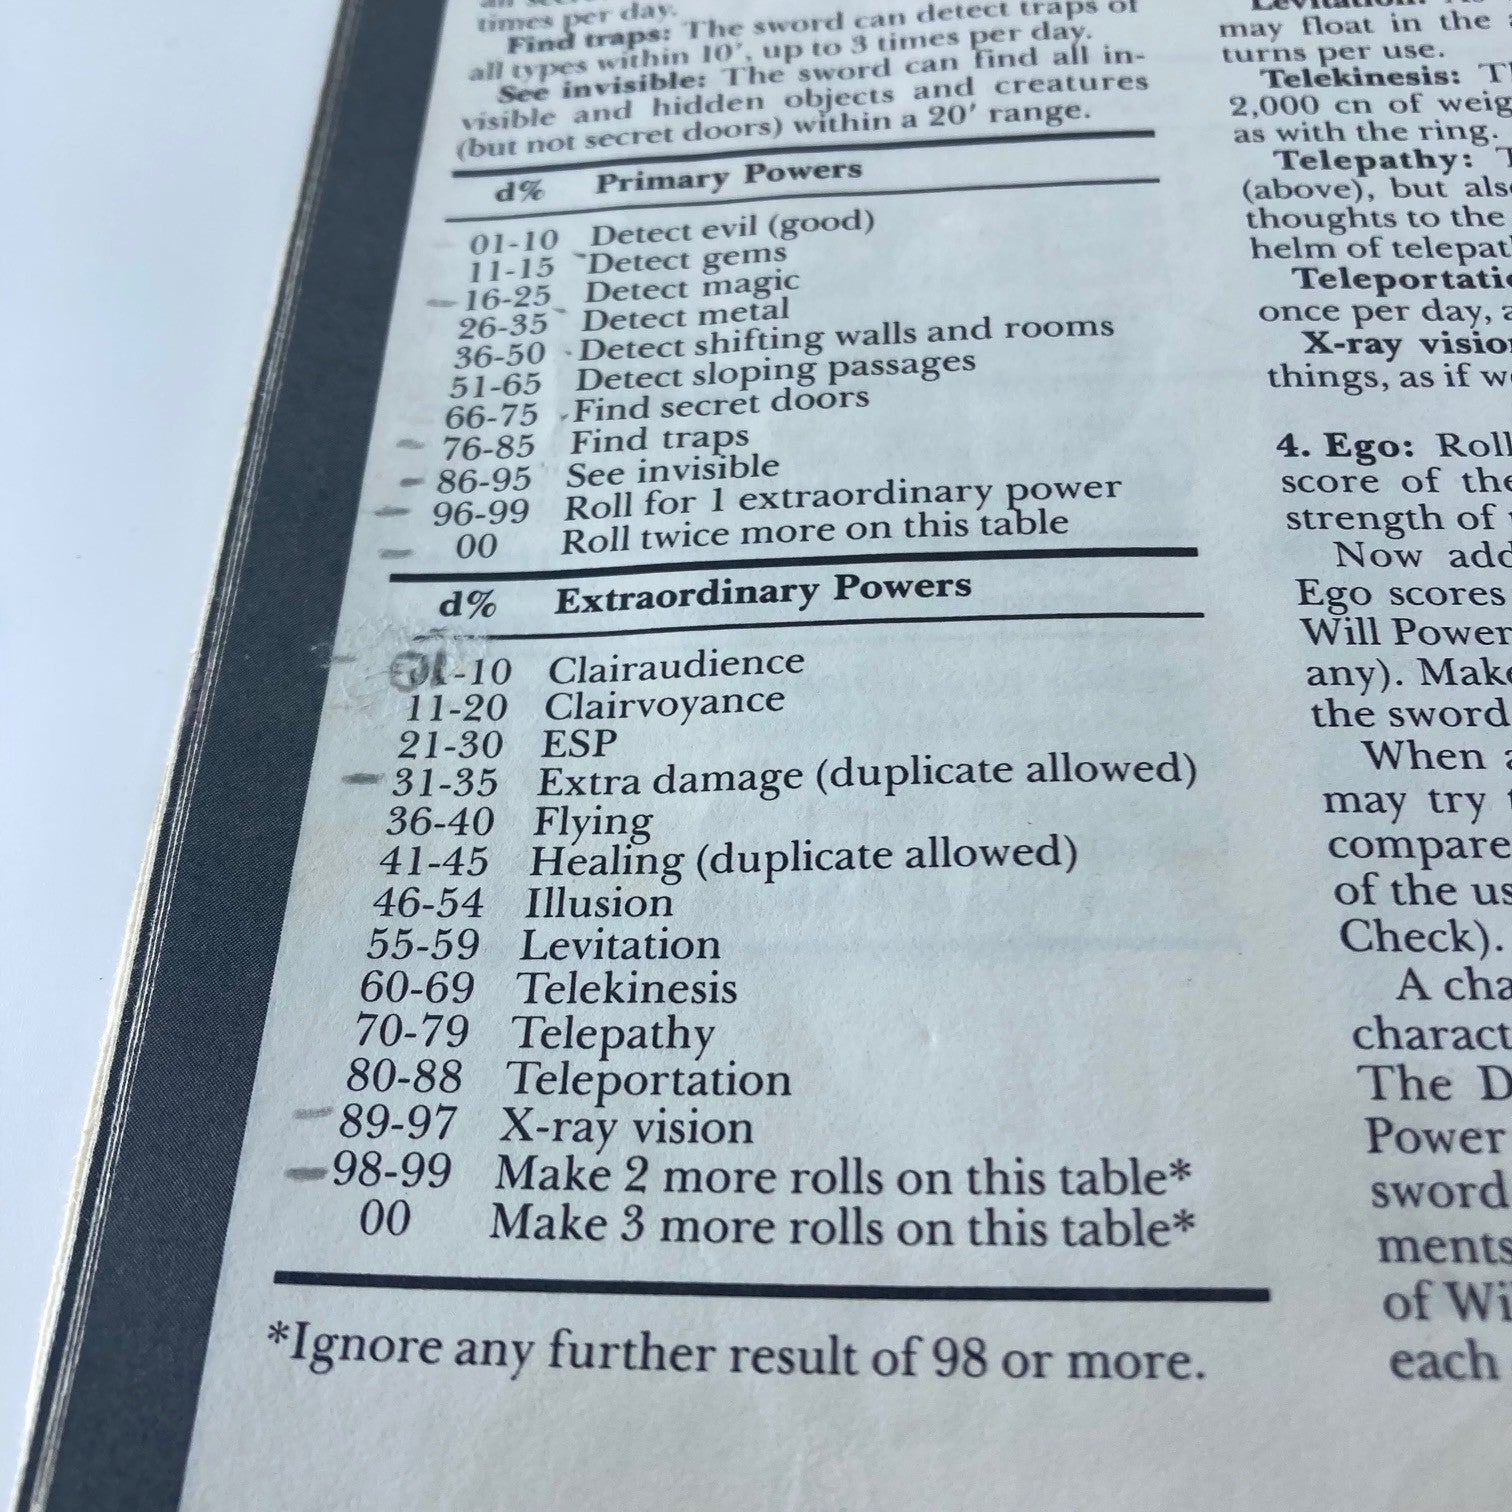 times per day.
Find traps: The sword can detect traps of
all types within 10', up to 3 times per day.
See invisible: The sword can find all in-
visible and hidden objects and creatures
(but not secret doors) within a 20' range.
d% Primary Powers
01-10 Detect evil (good)
11-15 Detect gems
16-25 Detect magic
26-35 Detect metal
36-50 Detect shifting walls and rooms
51-65 Detect sloping passages
66-75 Find secret doors
76-85 Find traps
86-95 See invisible
96-99 Roll for 1 extraordinary power
00 Roll twice more on this table
d% Extraordinary Powers
01-10 Clairaudience
11-20 Clairvoyance
21-30 ESP
31-35 Extra damage (duplicate allowed)
36-40 Flying
41-45 Healing (duplicate allowed)
46-54 Illusion
55-59 Levitation
60-69 Telekinesis
70-79 Telepathy
80-88 Teleportation
89-97 X-ray vision
98-99 Make 2 more rolls on this table*
00 Make 3 more rolls on this table*
*Ignore any further result of 98 or more.
may float in the
turns per use.
Telekinesis:
2,000 cn of
as with the ring.
Telepathy:
(above), but
thoughts to the
helm of
once per day,
X-ray
things, as if
4. Ego: Roll
score of the
strength of
Now add
Ego scores
Will Power
any). Make
the sword
When
may try
compare
of the
Check).
A
The
Power
sword
of
each